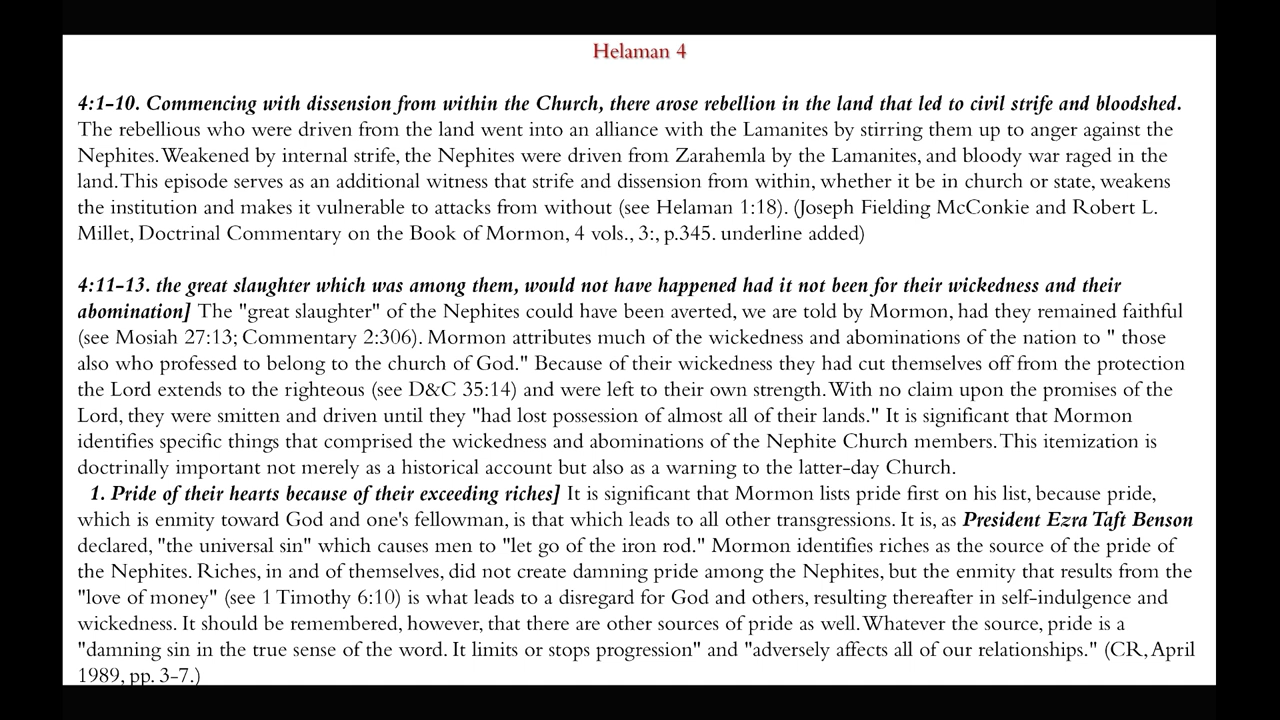 Helaman 4
4:1-10. Commencing with dissension from within the Church, there arose rebellion in the land that led to civil strife and bloodshed.
The rebellious who were driven from the land went into an alliance with the Lamanites by stirring them up to anger against the
Nephites. Weakened by internal strife, the Nephites were driven from Zarahemla by the Lamanites, and bloody war raged in the
land. This episode serves as an additional witness that strife and dissension from within, whether it be in church or state, weakens
the institution and makes it vulnerable to attacks from without (see Helaman 1:18). (Joseph Fielding McConkie and Robert L.
Millet, Doctrinal Commentary on the Book of Mormon, 4 vols., 3:, p.345. underline added)
4:11-13. the great slaughter which was among them, would not have happened had it not been for their wickedness and their
abomination] The "great slaughter" of the Nephites could have been averted, we are told by Mormon, had they remained faithful
(see Mosiah 27:13; Commentary 2:306). Mormon attributes much of the wickedness and abominations of the nation to " those
also who professed to belong to the church of God." Because of their wickedness they had cut themselves off from the protection
the Lord extends to the righteous (see D&C 35:14) and were left to their own strength. With no claim upon the promises of the
Lord, they were smitten and driven until they "had lost possession of almost all of their lands." It is significant that Mormon
identifies specific things that comprised the wickedness and abominations of the Nephite Church members. This itemization is
doctrinally important not merely as a historical account but also as a warning to the latter-day Church.
1. Pride of their hearts because of their exceeding riches] It is significant that Mormon lists pride first on his list, because pride,
which is enmity toward God and one's fellowman, is that which leads to all other transgressions. It is, as President Ezra Taft Benson
declared, "the universal sin" which causes men to "let go of the iron rod." Mormon identifies riches as the source of the pride of
the Nephites. Riches, in and of themselves, did not create damning pride among the Nephites, but the enmity that results from the
"love of money" (see 1 Timothy 6:10) is what leads to a disregard for God and others, resulting thereafter in self-indulgence and
wickedness. It should be remembered, however, that there are other sources of pride as well. Whatever the source, pride is a
"damning sin in the true sense of the word. It limits or stops progression" and "adversely affects all of our relationships." (CR, April
1989, pp. 3-7.)